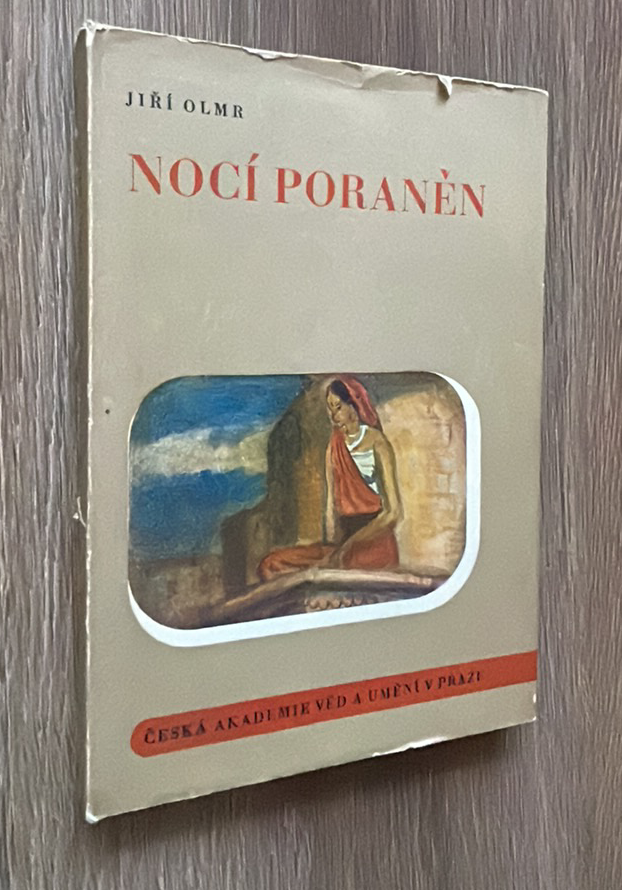 JIŘÍ OLMR
NOCÍ PORANĚN
ČESKÁ AKADEMIE VĚD A UMĚNÍ V PRAZE